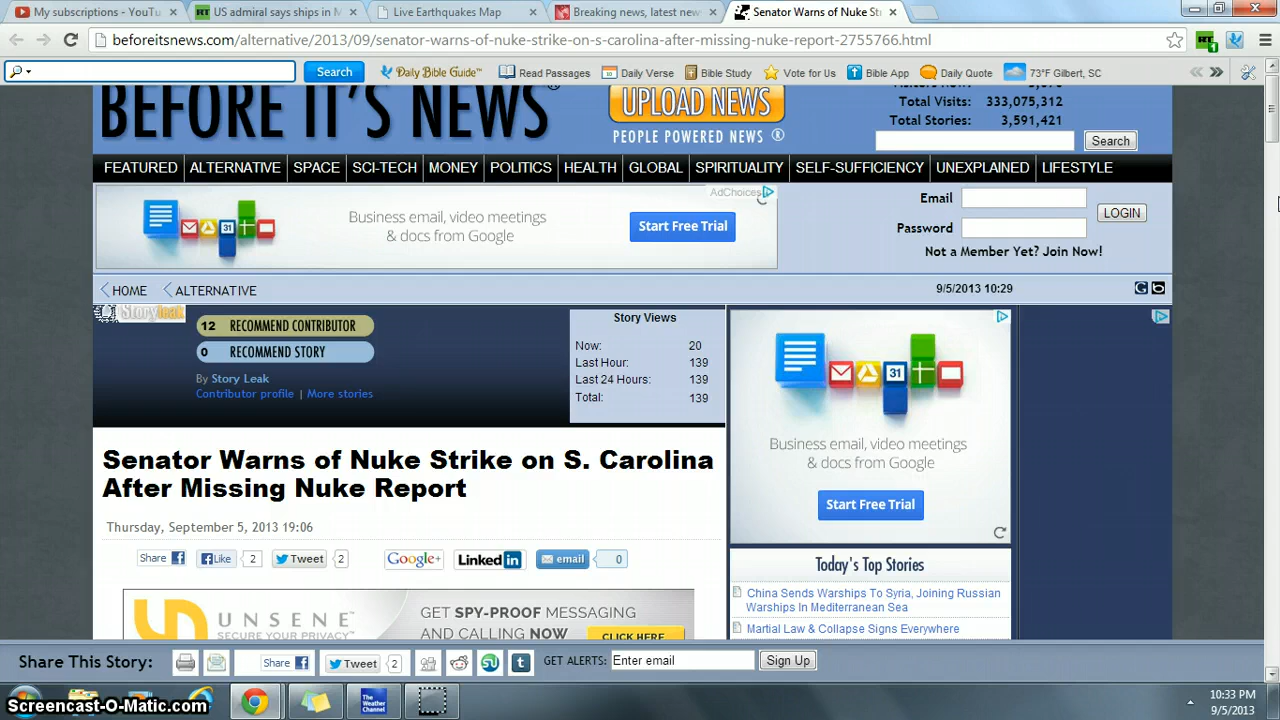 My subscriptions - YouTu
US admiral says ships in M
Live Earthquakes Map
Breaking news, latest new
Senator Warns of Nuke Str
beforeitsnews.com/alternative/2013/09/senator-warns-of-nuke-strike-on-s-carolina-after-missing-nuke-report-2755766.html
Search
Daily Bible Guide™
Read Passages
Daily Verse
Bible Study
Vote for Us
Bible App
Daily Quote
73°F Gilbert, SC
BEFORE IT'S NEWS®
UPLOAD NEWS
PEOPLE POWERED NEWS ®
Total Visits: 333,075,312
Total Stories: 3,591,421
Search
FEATURED ALTERNATIVE SPACE SCI-TECH MONEY POLITICS HEALTH GLOBAL SPIRITUALITY SELF-SUFFICIENCY UNEXPLAINED LIFESTYLE
AdChoices
Business email, video meetings
& docs from Google
Start Free Trial
Email
Password
LOGIN
Not a Member Yet? Join Now!
HOME ALTERNATIVE
9/5/2013 10:29
StoryLeak
12 RECOMMEND CONTRIBUTOR
0 RECOMMEND STORY
By Story Leak
Contributor profile | More stories
Story Views
Now: 20
Last Hour: 139
Last 24 Hours: 139
Total: 139
Senator Warns of Nuke Strike on S. Carolina
After Missing Nuke Report
Thursday, September 5, 2013 19:06
Share Like 2 Tweet 2 Google+ LinkedIn email 0
UNSENE™
SECURE YOUR PRIVACY™
GET SPY-PROOF MESSAGING
AND CALLING NOW
CLICK HERE
31
Business email, video meetings
& docs from Google
Start Free Trial
Today's Top Stories
China Sends Warships To Syria, Joining Russian
Warships In Mediterranean Sea
Martial Law & Collapse Signs Everywhere
Share This Story: Share Tweet 2 GET ALERTS: Enter email Sign Up
The Weather Channel
Screencast-O-Matic.com
10:33 PM
9/5/2013